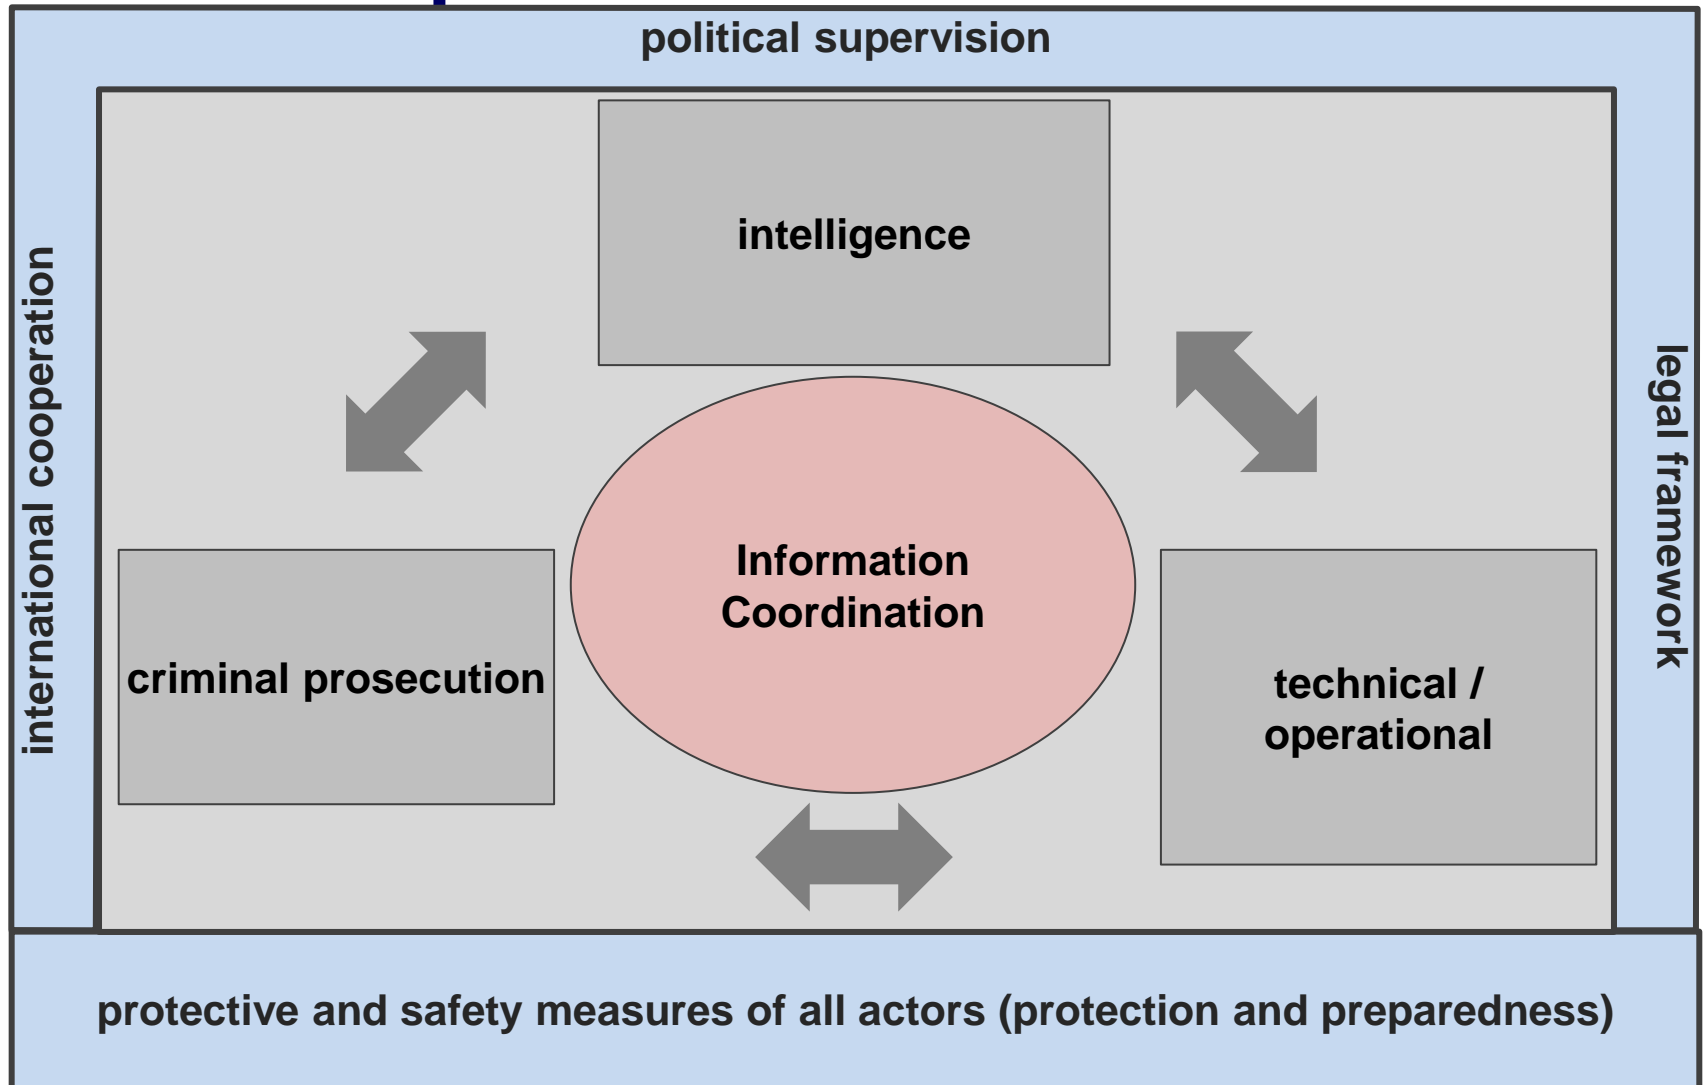 political supervision
intelligence
international cooperation
legal framework
Information
Coordination
criminal prosecution
technical /
operational
protective and safety measures of all actors (protection and preparedness)